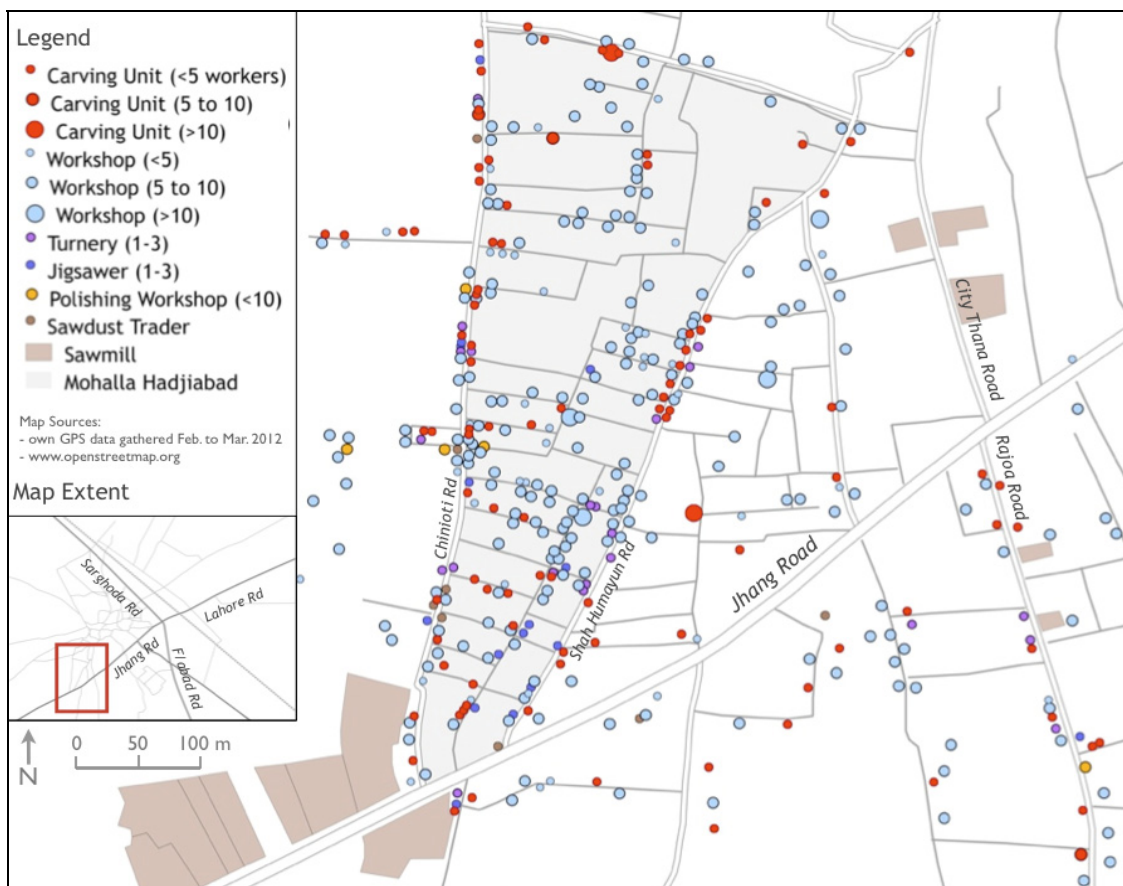 Legend
Carving Unit (<5 workers)
Carving Unit (5 to 10)
Carving Unit (>10)
Workshop (<5)
Workshop (5 to 10)
Workshop (>10)
Turnery (1-3)
Jigsawer (1-3)
Polishing Workshop (<10)
Sawdust Trader
Sawmill
Mohalla Hadjiabad
Map Sources:
- own GPS data gathered Feb. to Mar. 2012
- www.openstreetmap.org
Map Extent
Sarghoda Rd
Lahore Rd
Jhang Rd
F'abad Rd
N
0 50 100 m
Chinioti Rd
Shah Humayun Rd
Jhang Road
City Thana Road
Rajoa Road